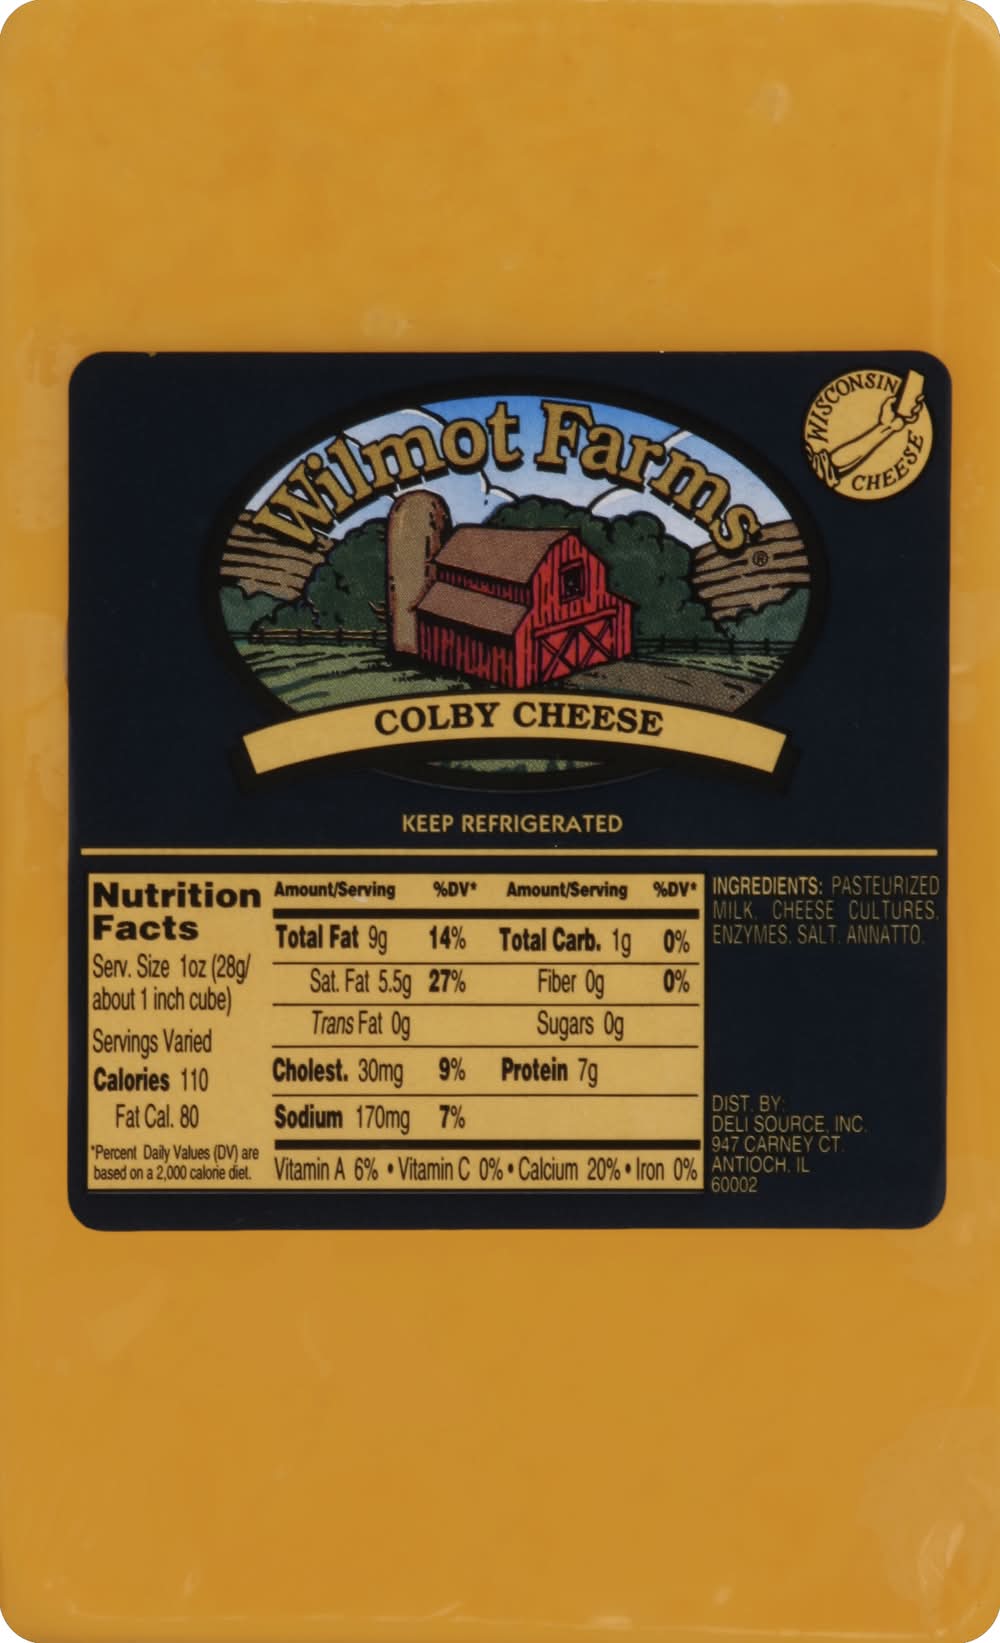 Wilmot Farms®
WISCONSIN
CHEESE
COLBY CHEESE
KEEP REFRIGERATED
Nutrition
Facts
Serv. Size 1oz (28g/
about 1 inch cube)
Servings Varied
Calories 110
Fat Cal. 80
*Percent Daily Values (DV) are
based on a 2,000 calorie diet.
Amount/Serving %DV* Amount/Serving %DV*
Total Fat 9g 14% Total Carb. 1g 0%
Sat. Fat 5.5g 27% Fiber 0g 0%
Trans Fat 0g Sugars 0g
Cholest. 30mg 9% Protein 7g
Sodium 170mg 7%
Vitamin A 6% • Vitamin C 0% • Calcium 20% • Iron 0%
INGREDIENTS: PASTEURIZED
MILK, CHEESE CULTURES,
ENZYMES, SALT, ANNATTO.
DIST. BY:
DELI SOURCE, INC.
947 CARNEY CT.
ANTIOCH, IL
60002